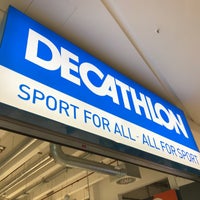 DECATHLON
SPORT FOR ALL - ALL FOR SPORT